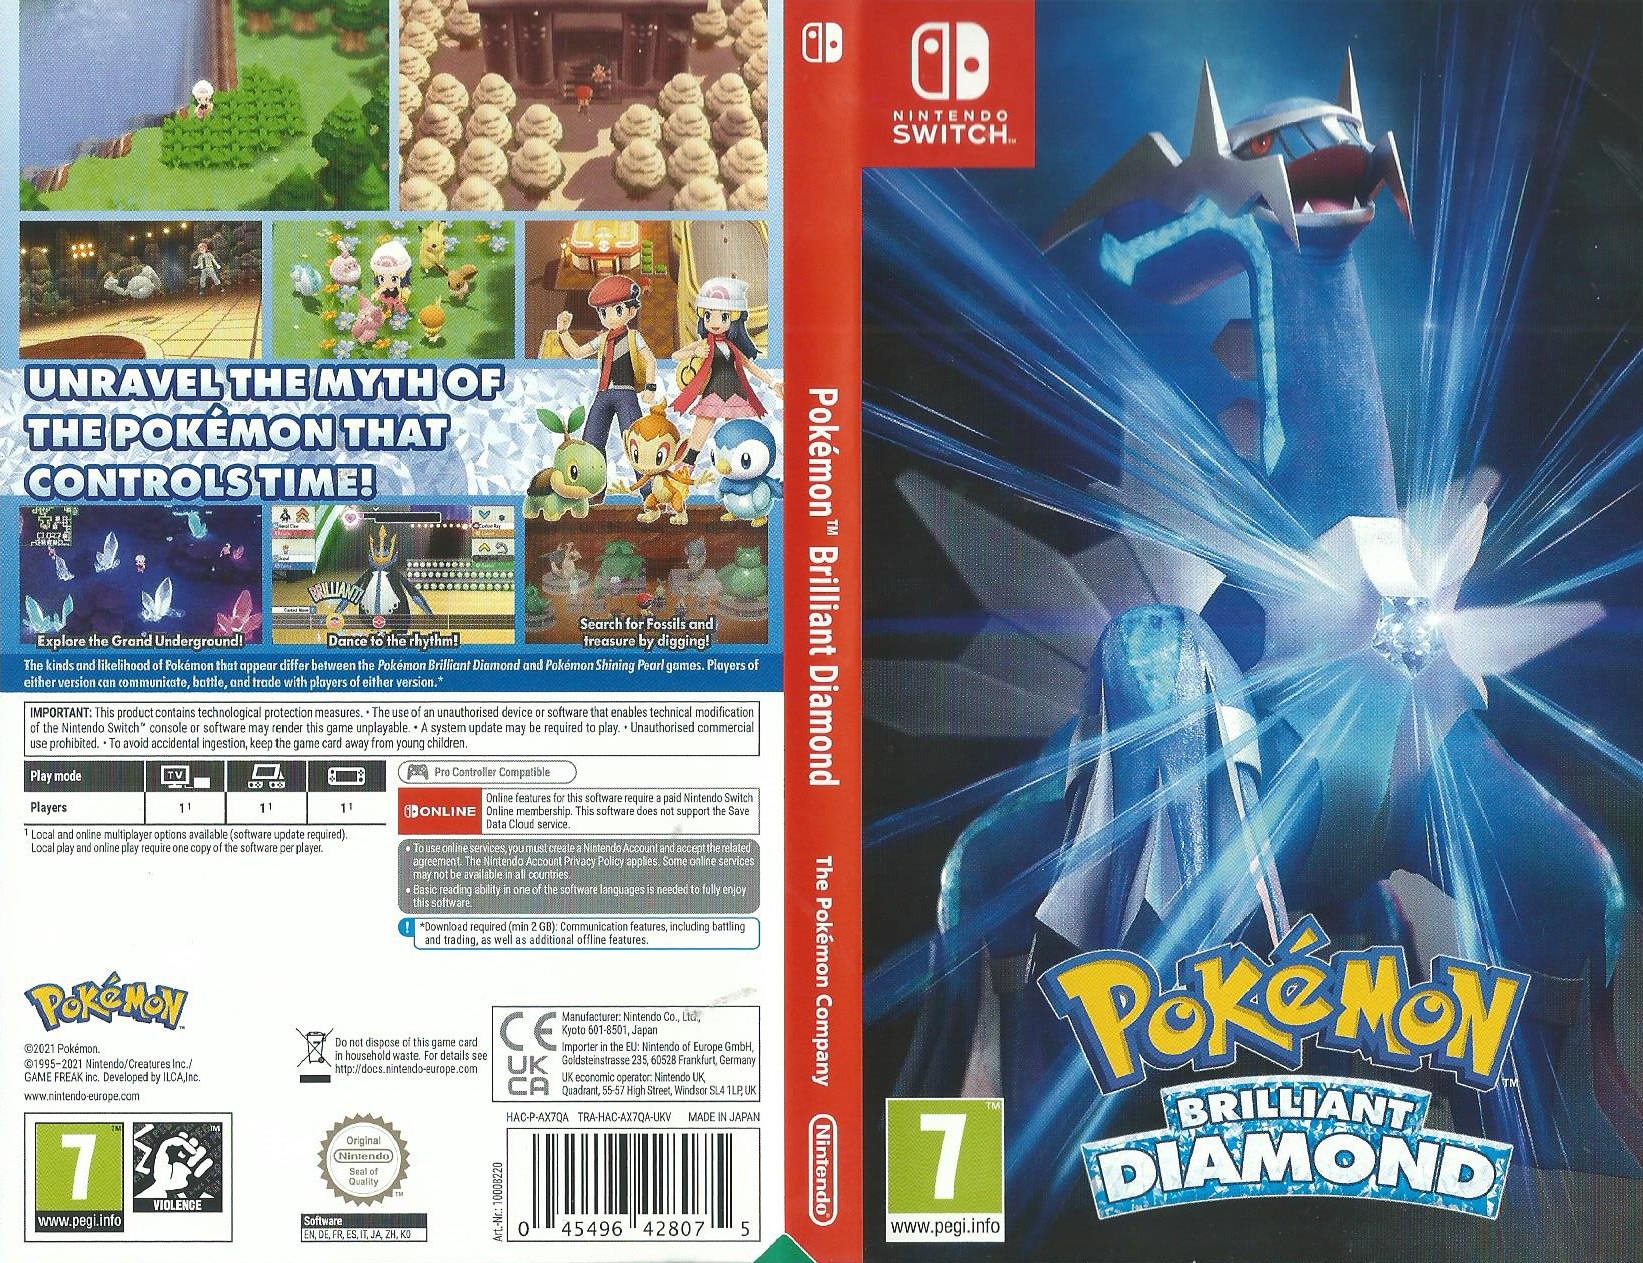 UNRAVEL THE MYTH OF
THE POKÉMON THAT
CONTROLS TIME!
BRILLIANT!
Explore the Grand Underground!
Dance to the rhythm!
Search for Fossils and
treasure by digging!
The kinds and likelihood of Pokémon that appear differ between the Pokémon Brilliant Diamond and Pokémon Shining Pearl games. Players of
either version can communicate, battle, and trade with players of either version.*
IMPORTANT: This product contains technological protection measures. • The use of an unauthorised device or software that enables technical modification
of the Nintendo Switch™ console or software may render this game unplayable. • A system update may be required to play. • Unauthorised commercial
use prohibited. • To avoid accidental ingestion, keep the game card away from young children.
Play mode
TV
Players
1¹ 1¹ 1¹
¹ Local and online multiplayer options available (software update required).
Local play and online play require one copy of the software per player.
Pro Controller Compatible
ONLINE
Online features for this software require a paid Nintendo Switch
Online membership. This software does not support the Save
Data Cloud service.
• To use online services, you must create a Nintendo Account and accept the related
agreement. The Nintendo Account Privacy Policy applies. Some online services
may not be available in all countries.
• Basic reading ability in one of the software languages is needed to fully enjoy
this software.
! *Download required (min 2 GB): Communication features, including battling
and trading, as well as additional offline features.
POKéMON™
©2021 Pokémon.
©1995–2021 Nintendo/Creatures Inc./
GAME FREAK inc. Developed by ILCA,Inc.
www.nintendo-europe.com
Do not dispose of this game card
in household waste. For details see
http://docs.nintendo-europe.com
CE
UK
CA
Manufacturer: Nintendo Co., Ltd.,
Kyoto 601-8501, Japan
Importer in the EU: Nintendo of Europe GmbH,
Goldsteinstrasse 235, 60528 Frankfurt, Germany
UK economic operator: Nintendo UK,
Quadrant, 55-57 High Street, Windsor SL4 1LP, UK
7™
www.pegi.info
™
VIOLENCE
Original
Nintendo
Seal of
Quality
™
Software
EN, DE, FR, ES, IT, JA, ZH, KO
HAC-P-AX7QA TRA-HAC-AX7QA-UKV MADE IN JAPAN
Art.-Nr.: 10008220
0 45496 42807 5
Pokémon™ Brilliant Diamond
The Pokémon Company
Nintendo
NINTENDO
SWITCH™
POKéMON™
BRILLIANT
DIAMOND
7™
www.pegi.info